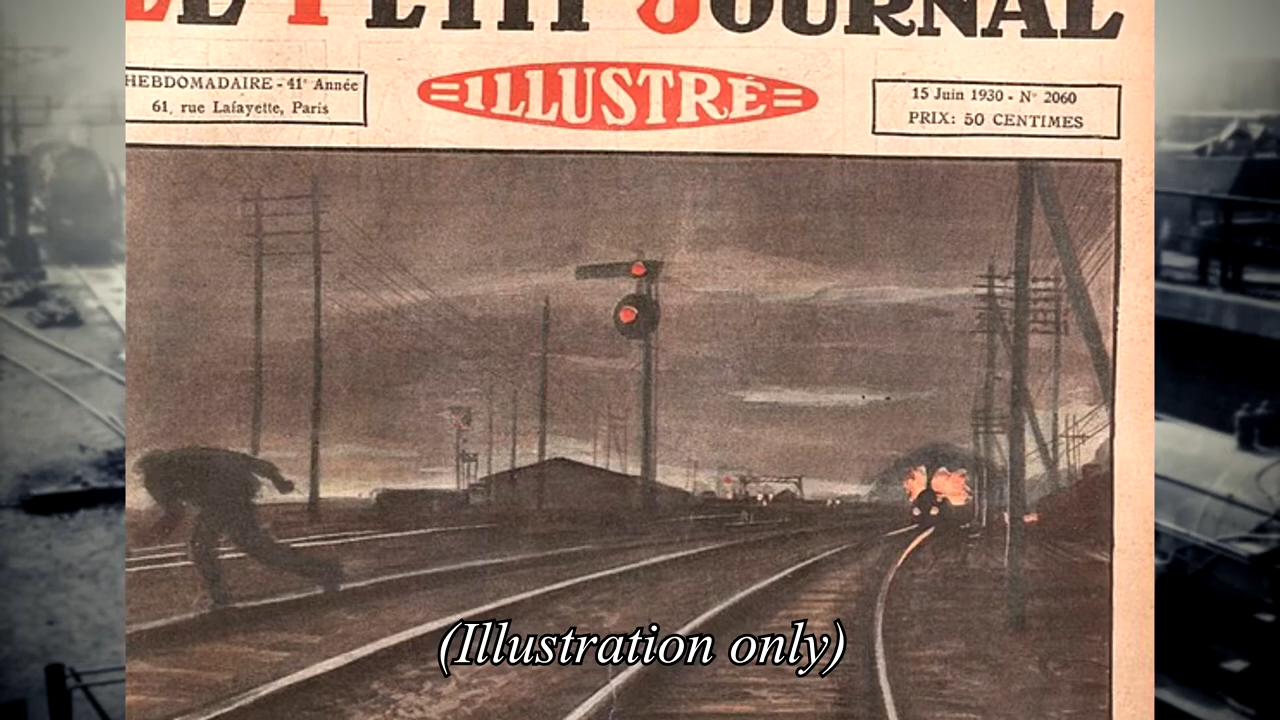 LE PETIT JOURNAL
HEBDOMADAIRE - 41e Année
61, rue Lafayette, Paris
ILLUSTRÉ
15 Juin 1930 - N° 2060
PRIX: 50 CENTIMES
(Illustration only)